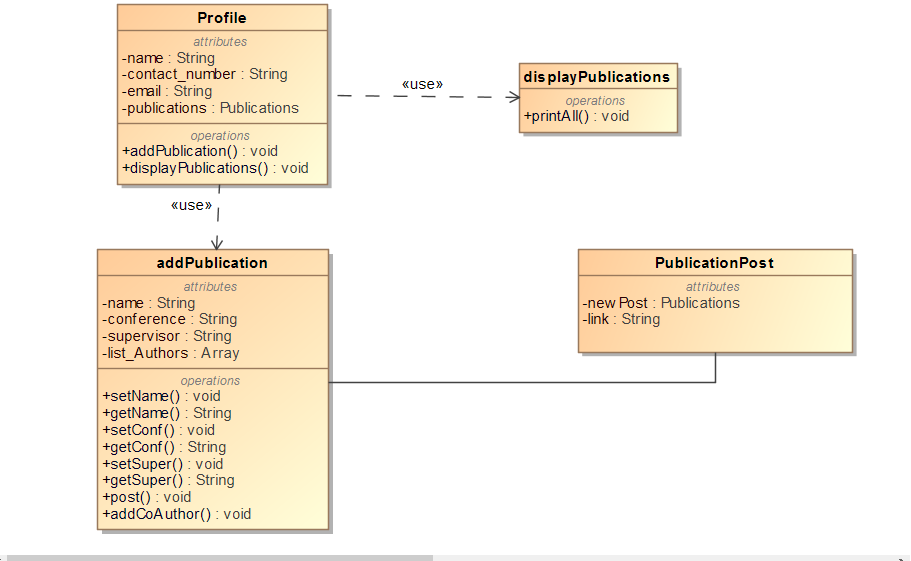 Profile
attributes
-name : String
-contact_number : String
-email : String
-publications : Publications
operations
+addPublication() : void
+displayPublications() : void
«use»
displayPublications
operations
+printAll() : void
«use»
addPublication
attributes
-name : String
-conference : String
-supervisor : String
-list_Authors : Array
operations
+setName() : void
+getName() : String
+setConf() : void
+getConf() : String
+setSuper() : void
+getSuper() : String
+post() : void
+addCoAuthor() : void
PublicationPost
attributes
-new Post : Publications
-link : String